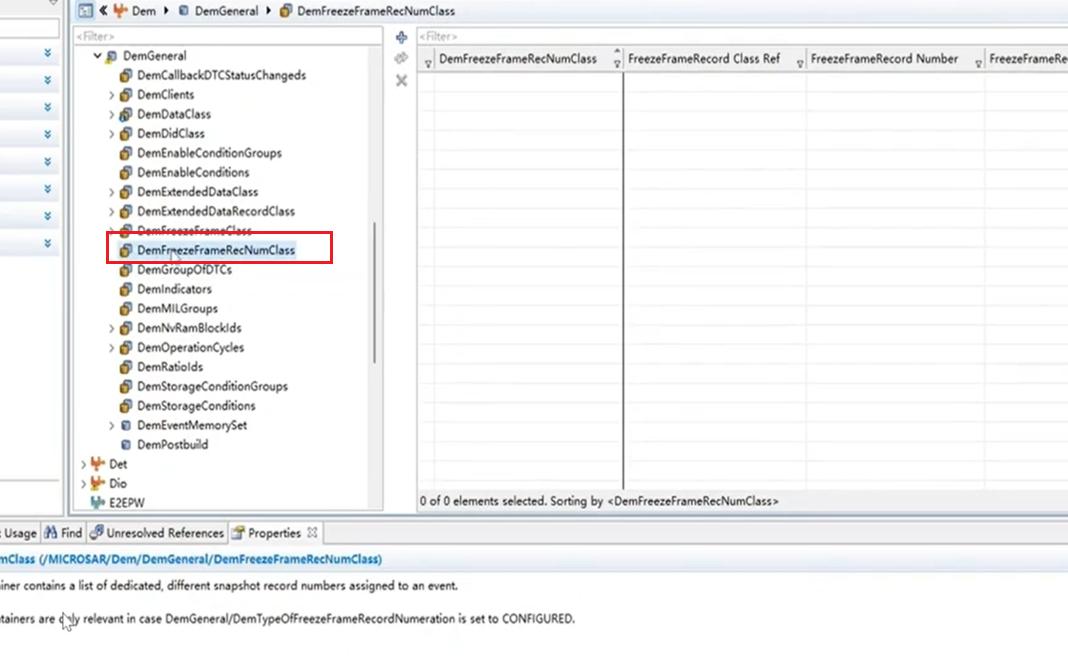 Dem DemGeneral DemFreezeFrameRecNumClass
<Filter>
DemGeneral
DemCallbackDTCStatusChangeds
DemClients
DemDataClass
DemDidClass
DemEnableConditionGroups
DemEnableConditions
DemExtendedDataClass
DemExtendedDataRecordClass
DemFreezeFrameClass
DemFreezeFrameRecNumClass
DemGroupOfDTCs
DemIndicators
DemMILGroups
DemNvRamBlockIds
DemOperationCycles
DemRatioIds
DemStorageConditionGroups
DemStorageConditions
DemEventMemorySet
DemPostbuild
Det
Dio
E2EPW
<Filter>
DemFreezeFrameRecNumClass FreezeFrameRecord Class Ref FreezeFrameRecord Number FreezeFrameRe
0 of 0 elements selected. Sorting by <DemFreezeFrameRecNumClass>
Usage Find Unresolved References Properties
mClass (/MICROSAR/Dem/DemGeneral/DemFreezeFrameRecNumClass)
iner contains a list of dedicated, different snapshot record numbers assigned to an event.
tainers are only relevant in case DemGeneral/DemTypeOfFreezeFrameRecordNumeration is set to CONFIGURED.